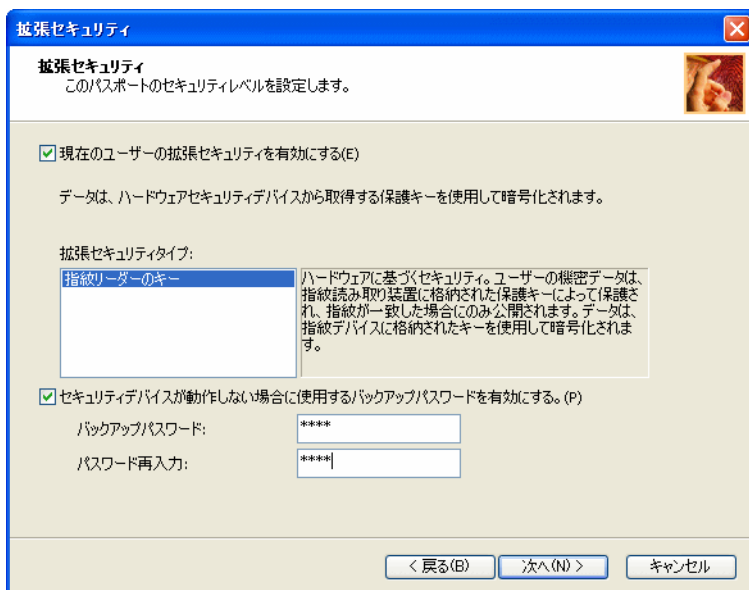 拡張セキュリティ
拡張セキュリティ
このパスポートのセキュリティレベルを設定します。
現在のユーザーの拡張セキュリティを有効にする(E)
データは、ハードウェアセキュリティデバイスから取得する保護キーを使用して暗号化されます。
拡張セキュリティタイプ:
指紋リーダーのキー
ハードウェアに基づくセキュリティ。ユーザーの機密データは、
指紋読み取り装置に格納された保護キーによって保護さ
れ、指紋が一致した場合にのみ公開されます。データは、
指紋デバイスに格納されたキーを使用して暗号化されま
す。
セキュリティデバイスが動作しない場合に使用するバックアップパスワードを有効にする。(P)
バックアップパスワード:
****
パスワード再入力:
****
< 戻る(B)
次へ(N) >
キャンセル